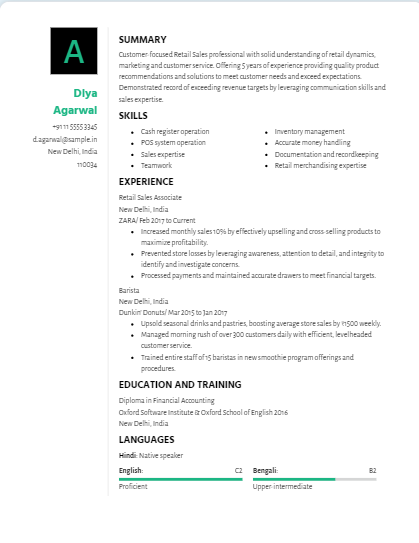 A
Diya
Agarwal
+91 11 5555 3345
d.agarwal@sample.in
New Delhi, India
110034
SUMMARY
Customer-focused Retail Sales professional with solid understanding of retail dynamics,
marketing and customer service. Offering 5 years of experience providing quality product
recommendations and solutions to meet customer needs and exceed expectations.
Demonstrated record of exceeding revenue targets by leveraging communication skills and
sales expertise.
SKILLS
• Cash register operation
• POS system operation
• Sales expertise
• Teamwork
• Inventory management
• Accurate money handling
• Documentation and recordkeeping
• Retail merchandising expertise
EXPERIENCE
Retail Sales Associate
New Delhi, India
ZARA/ Feb 2017 to Current
• Increased monthly sales 10% by effectively upselling and cross-selling products to
maximize profitability.
• Prevented store losses by leveraging awareness, attention to detail, and integrity to
identify and investigate concerns.
• Processed payments and maintained accurate drawers to meet financial targets.
Barista
New Delhi, India
Dunkin' Donuts/ Mar 2015 to Jan 2017
• Upsold seasonal drinks and pastries, boosting average store sales by ₹1500 weekly.
• Managed morning rush of over 300 customers daily with efficient, levelheaded
customer service.
• Trained entire staff of 15 baristas in new smoothie program offerings and
procedures.
EDUCATION AND TRAINING
Diploma in Financial Accounting
Oxford Software Institute & Oxford School of English 2016
New Delhi, India
LANGUAGES
Hindi: Native speaker
English: C2
Proficient
Bengali: B2
Upper-intermediate